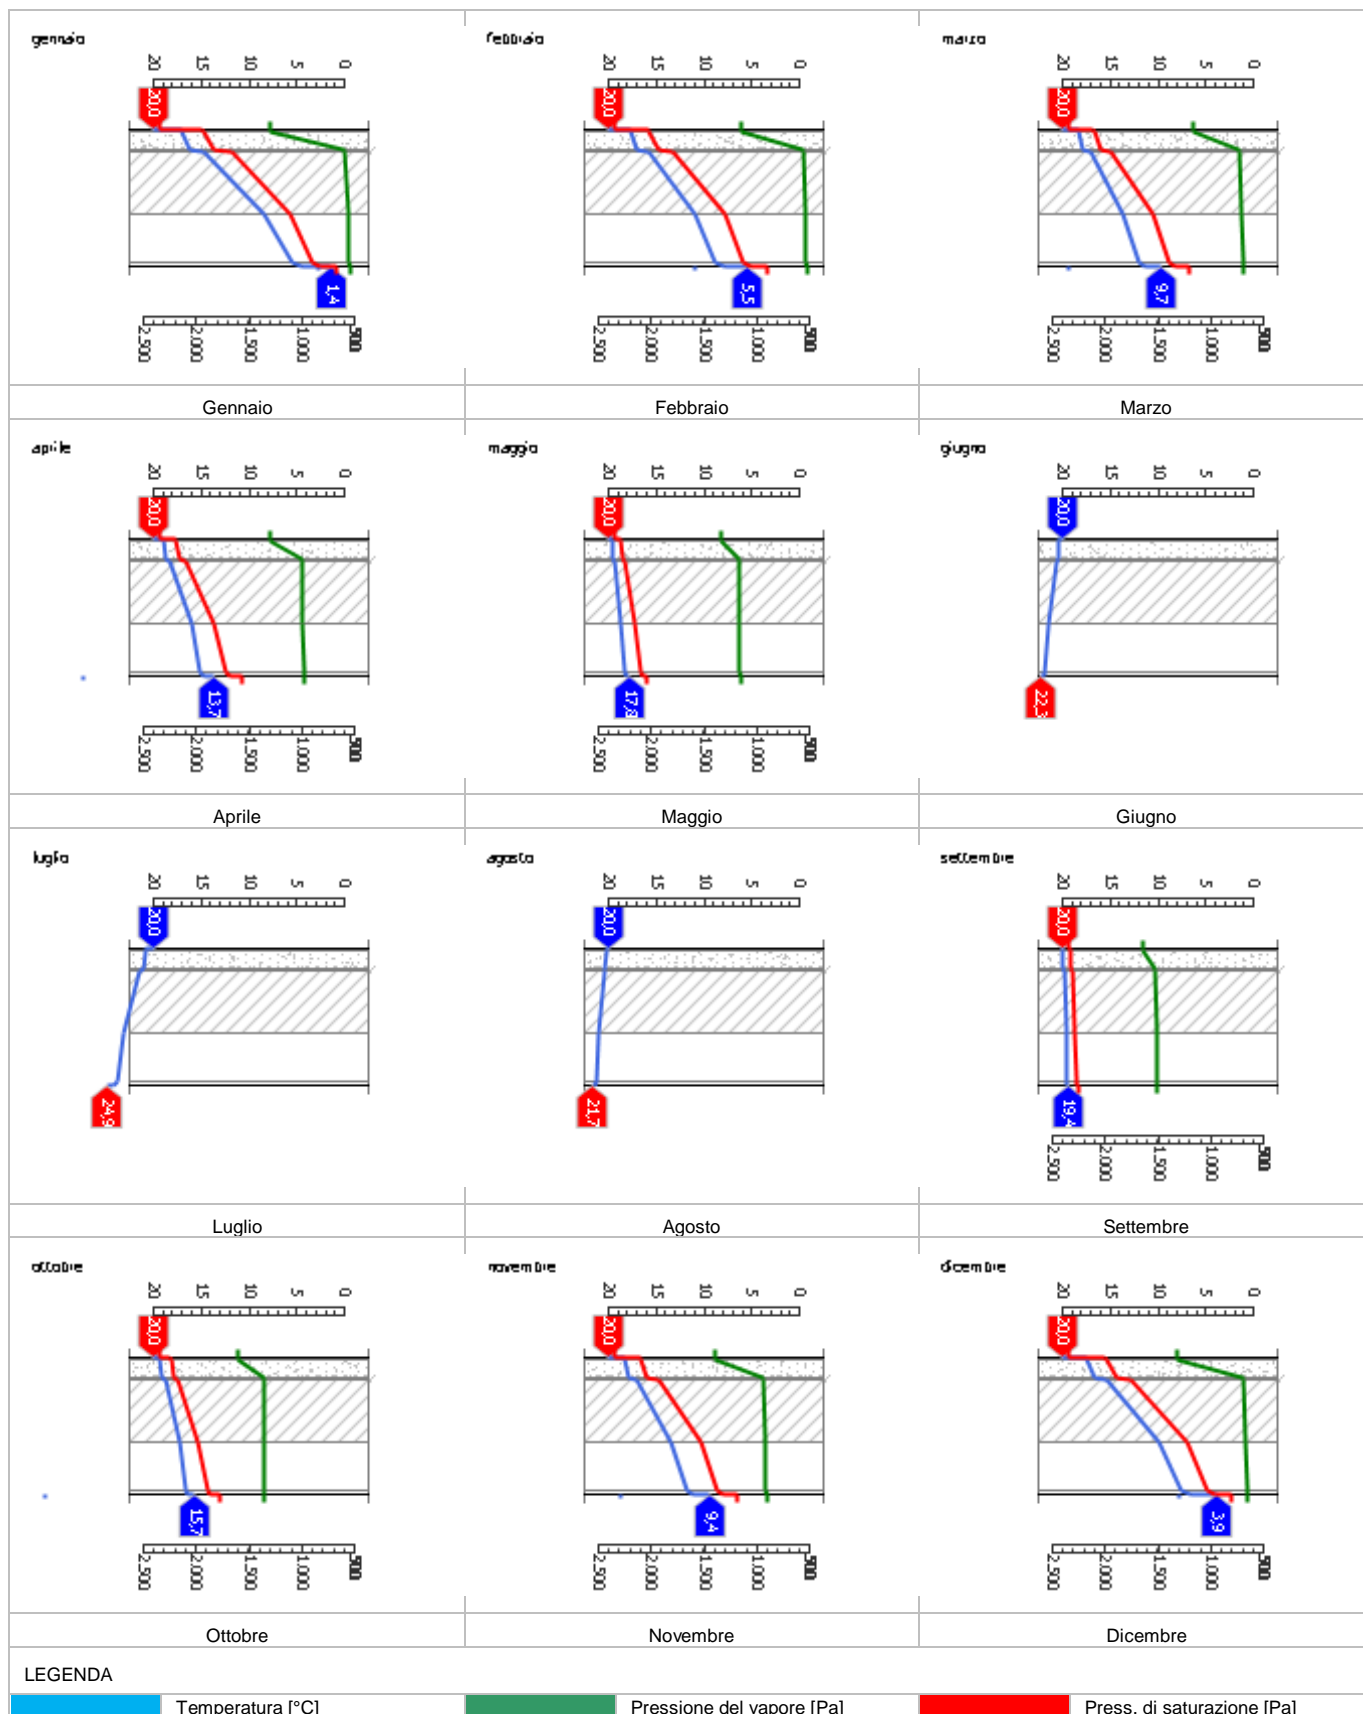 gennaio
febbraio
marzo
20 15 10 5 0
20 15 10 5 0
20 15 10 5 0
20,0
20,0
20,0
1,4
5,5
9,7
2.500 2.000 1.500 1.000 500
2.500 2.000 1.500 1.000 500
2.500 2.000 1.500 1.000 500
Gennaio
Febbraio
Marzo
aprile
maggio
giugno
20 15 10 5 0
20 15 10 5 0
20 15 10 5 0
20,0
20,0
20,0
13,7
17,8
22,3
2.500 2.000 1.500 1.000 500
2.500 2.000 1.500 1.000 500
Aprile
Maggio
Giugno
luglio
agosto
settembre
20 15 10 5 0
20 15 10 5 0
20 15 10 5 0
20,0
20,0
20,0
24,9
21,7
19,4
2.500 2.000 1.500 1.000 500
Luglio
Agosto
Settembre
ottobre
novembre
dicembre
20 15 10 5 0
20 15 10 5 0
20 15 10 5 0
20,0
20,0
20,0
15,7
9,4
3,9
2.500 2.000 1.500 1.000 500
2.500 2.000 1.500 1.000 500
2.500 2.000 1.500 1.000 500
Ottobre
Novembre
Dicembre
LEGENDA
Temperatura [°C]
Pressione del vapore [Pa]
Press. di saturazione [Pa]